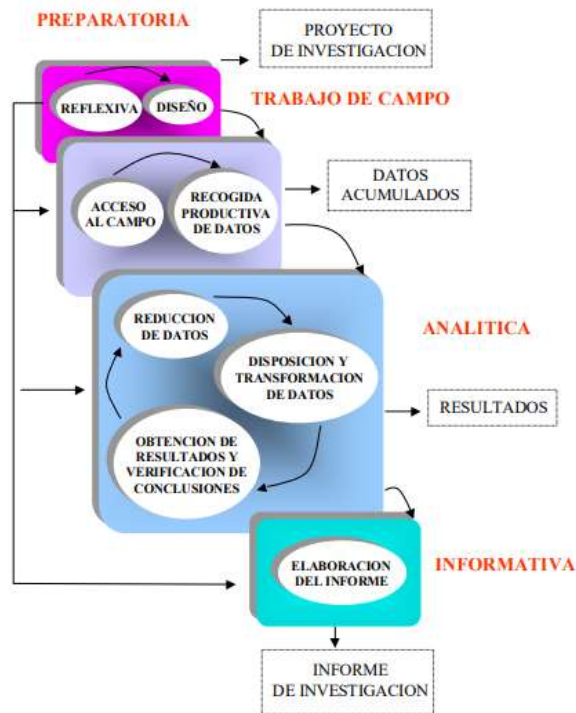 PREPARATORIA
PROYECTO
DE INVESTIGACION
REFLEXIVA
DISEÑO
TRABAJO DE CAMPO
ACCESO
AL CAMPO
RECOGIDA
PRODUCTIVA
DE DATOS
DATOS
ACUMULADOS
REDUCCION
DE DATOS
ANALITICA
DISPOSICION Y
TRANSFORMACION
DE DATOS
RESULTADOS
OBTENCION DE
RESULTADOS Y
VERIFICACION DE
CONCLUSIONES
ELABORACION
DEL INFORME
INFORMATIVA
INFORME
DE INVESTIGACION